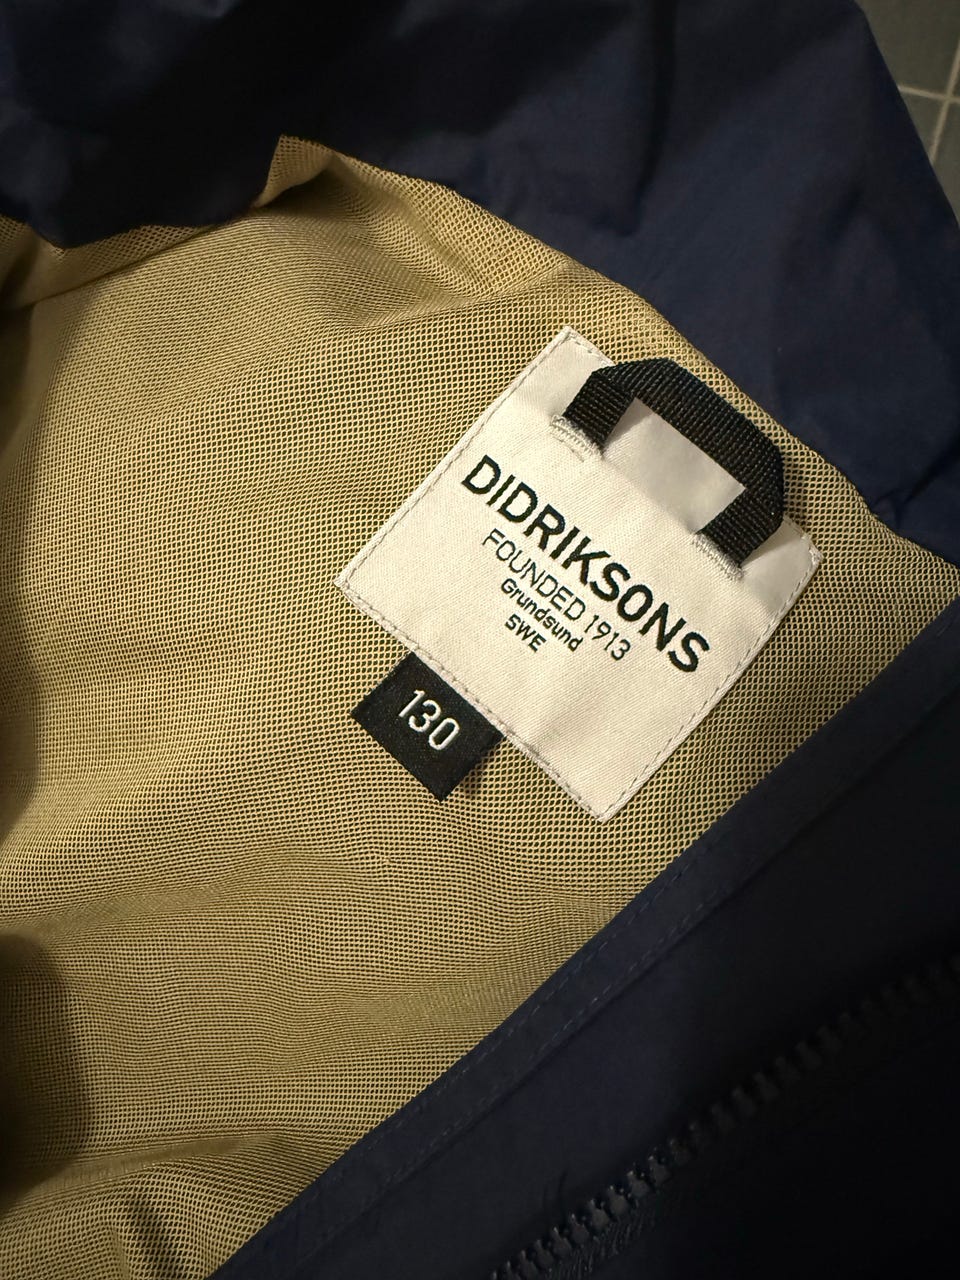 DIDRIKSONS
FOUNDED 1913
Grundsund
SWE
130